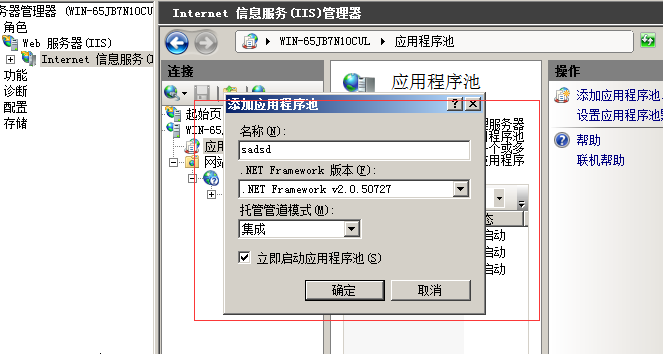 务器管理器 (WIN-65JB7N10CUL)
角色
Web 服务器(IIS)
Internet 信息服务(I
功能
诊断
配置
存储
Internet 信息服务(IIS)管理器
WIN-65JB7N10CUL 应用程序池
连接
起始页
WIN-65J
应用
网站
应用程序池
理服务器
用程序池
个或多
应用程序
态
启动
启动
启动
添加应用程序池
名称(N):
sadsd
.NET Framework 版本(F):
.NET Framework v2.0.50727
托管管道模式(M):
集成
立即启动应用程序池(S)
确定
取消
操作
添加应用程序池.
设置应用程序池
帮助
联机帮助